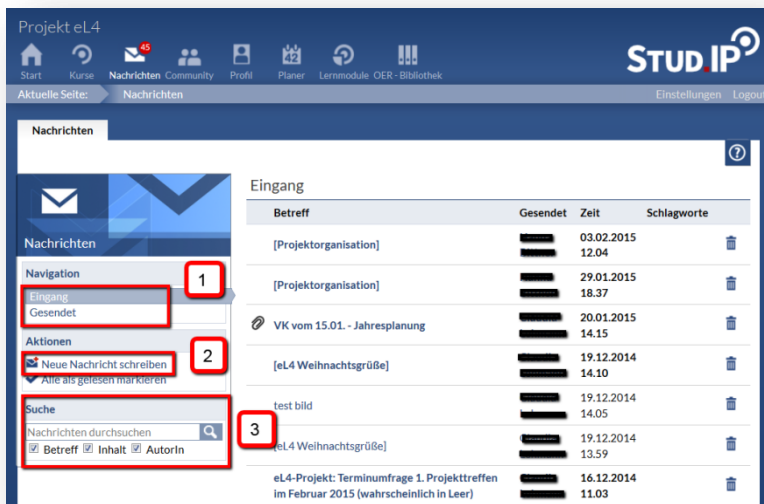 Projekt eL4
45
42
Start Kurse Nachrichten Community Profil Planer Lernmodule OER - Bibliothek
STUD.IP
Aktuelle Seite: Nachrichten Einstellungen Logout
Nachrichten
?
Nachrichten
Navigation
1
Eingang
Gesendet
Aktionen
2
Neue Nachricht schreiben
Alle als gelesen markieren
Suche
3
Nachrichten durchsuchen
Betreff Inhalt AutorIn
Eingang
Betreff Gesendet Zeit Schlagworte
[Projektorganisation] 03.02.2015
12.04
[Projektorganisation] 29.01.2015
18.37
VK vom 15.01. - Jahresplanung 20.01.2015
14.15
[eL4 Weihnachtsgrüße] 19.12.2014
14.10
test bild 19.12.2014
14.05
[eL4 Weihnachtsgrüße] 19.12.2014
13.59
eL4-Projekt: Terminumfrage 1. Projekttreffen 16.12.2014
im Februar 2015 (wahrscheinlich in Leer) 11.03